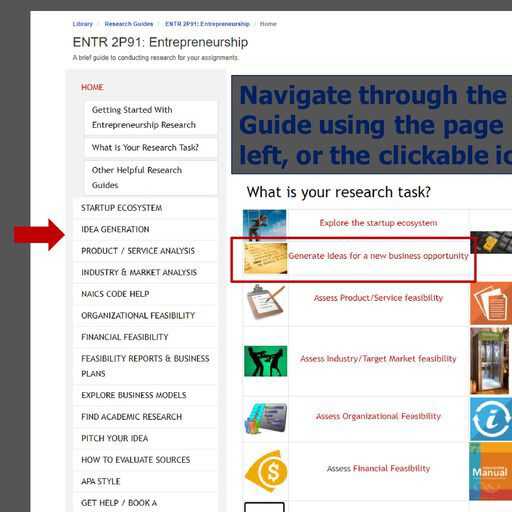 Library / Research Guides / ENTR 2P91: Entrepreneurship / Home
ENTR 2P91: Entrepreneurship
A brief guide to conducting research for your assignments.
HOME
Getting Started With
Entrepreneurship Research
What Is Your Research Task?
Other Helpful Research
Guides
STARTUP ECOSYSTEM
IDEA GENERATION
PRODUCT / SERVICE ANALYSIS
INDUSTRY & MARKET ANALYSIS
NAICS CODE HELP
ORGANIZATIONAL FEASIBILITY
FINANCIAL FEASIBILITY
FEASIBILITY REPORTS & BUSINESS
PLANS
EXPLORE BUSINESS MODELS
FIND ACADEMIC RESEARCH
PITCH YOUR IDEA
HOW TO EVALUATE SOURCES
APA STYLE
GET HELP / BOOK A
Navigate through the
Guide using the page
left, or the clickable ic
What is your research task?
Explore the startup ecosystem
Generate Ideas for a new business opportunity
Assess Product/Service feasibility
Assess Industry/Target Market feasibility
Assess Organizational Feasibility
Assess Financial Feasibility
Manual